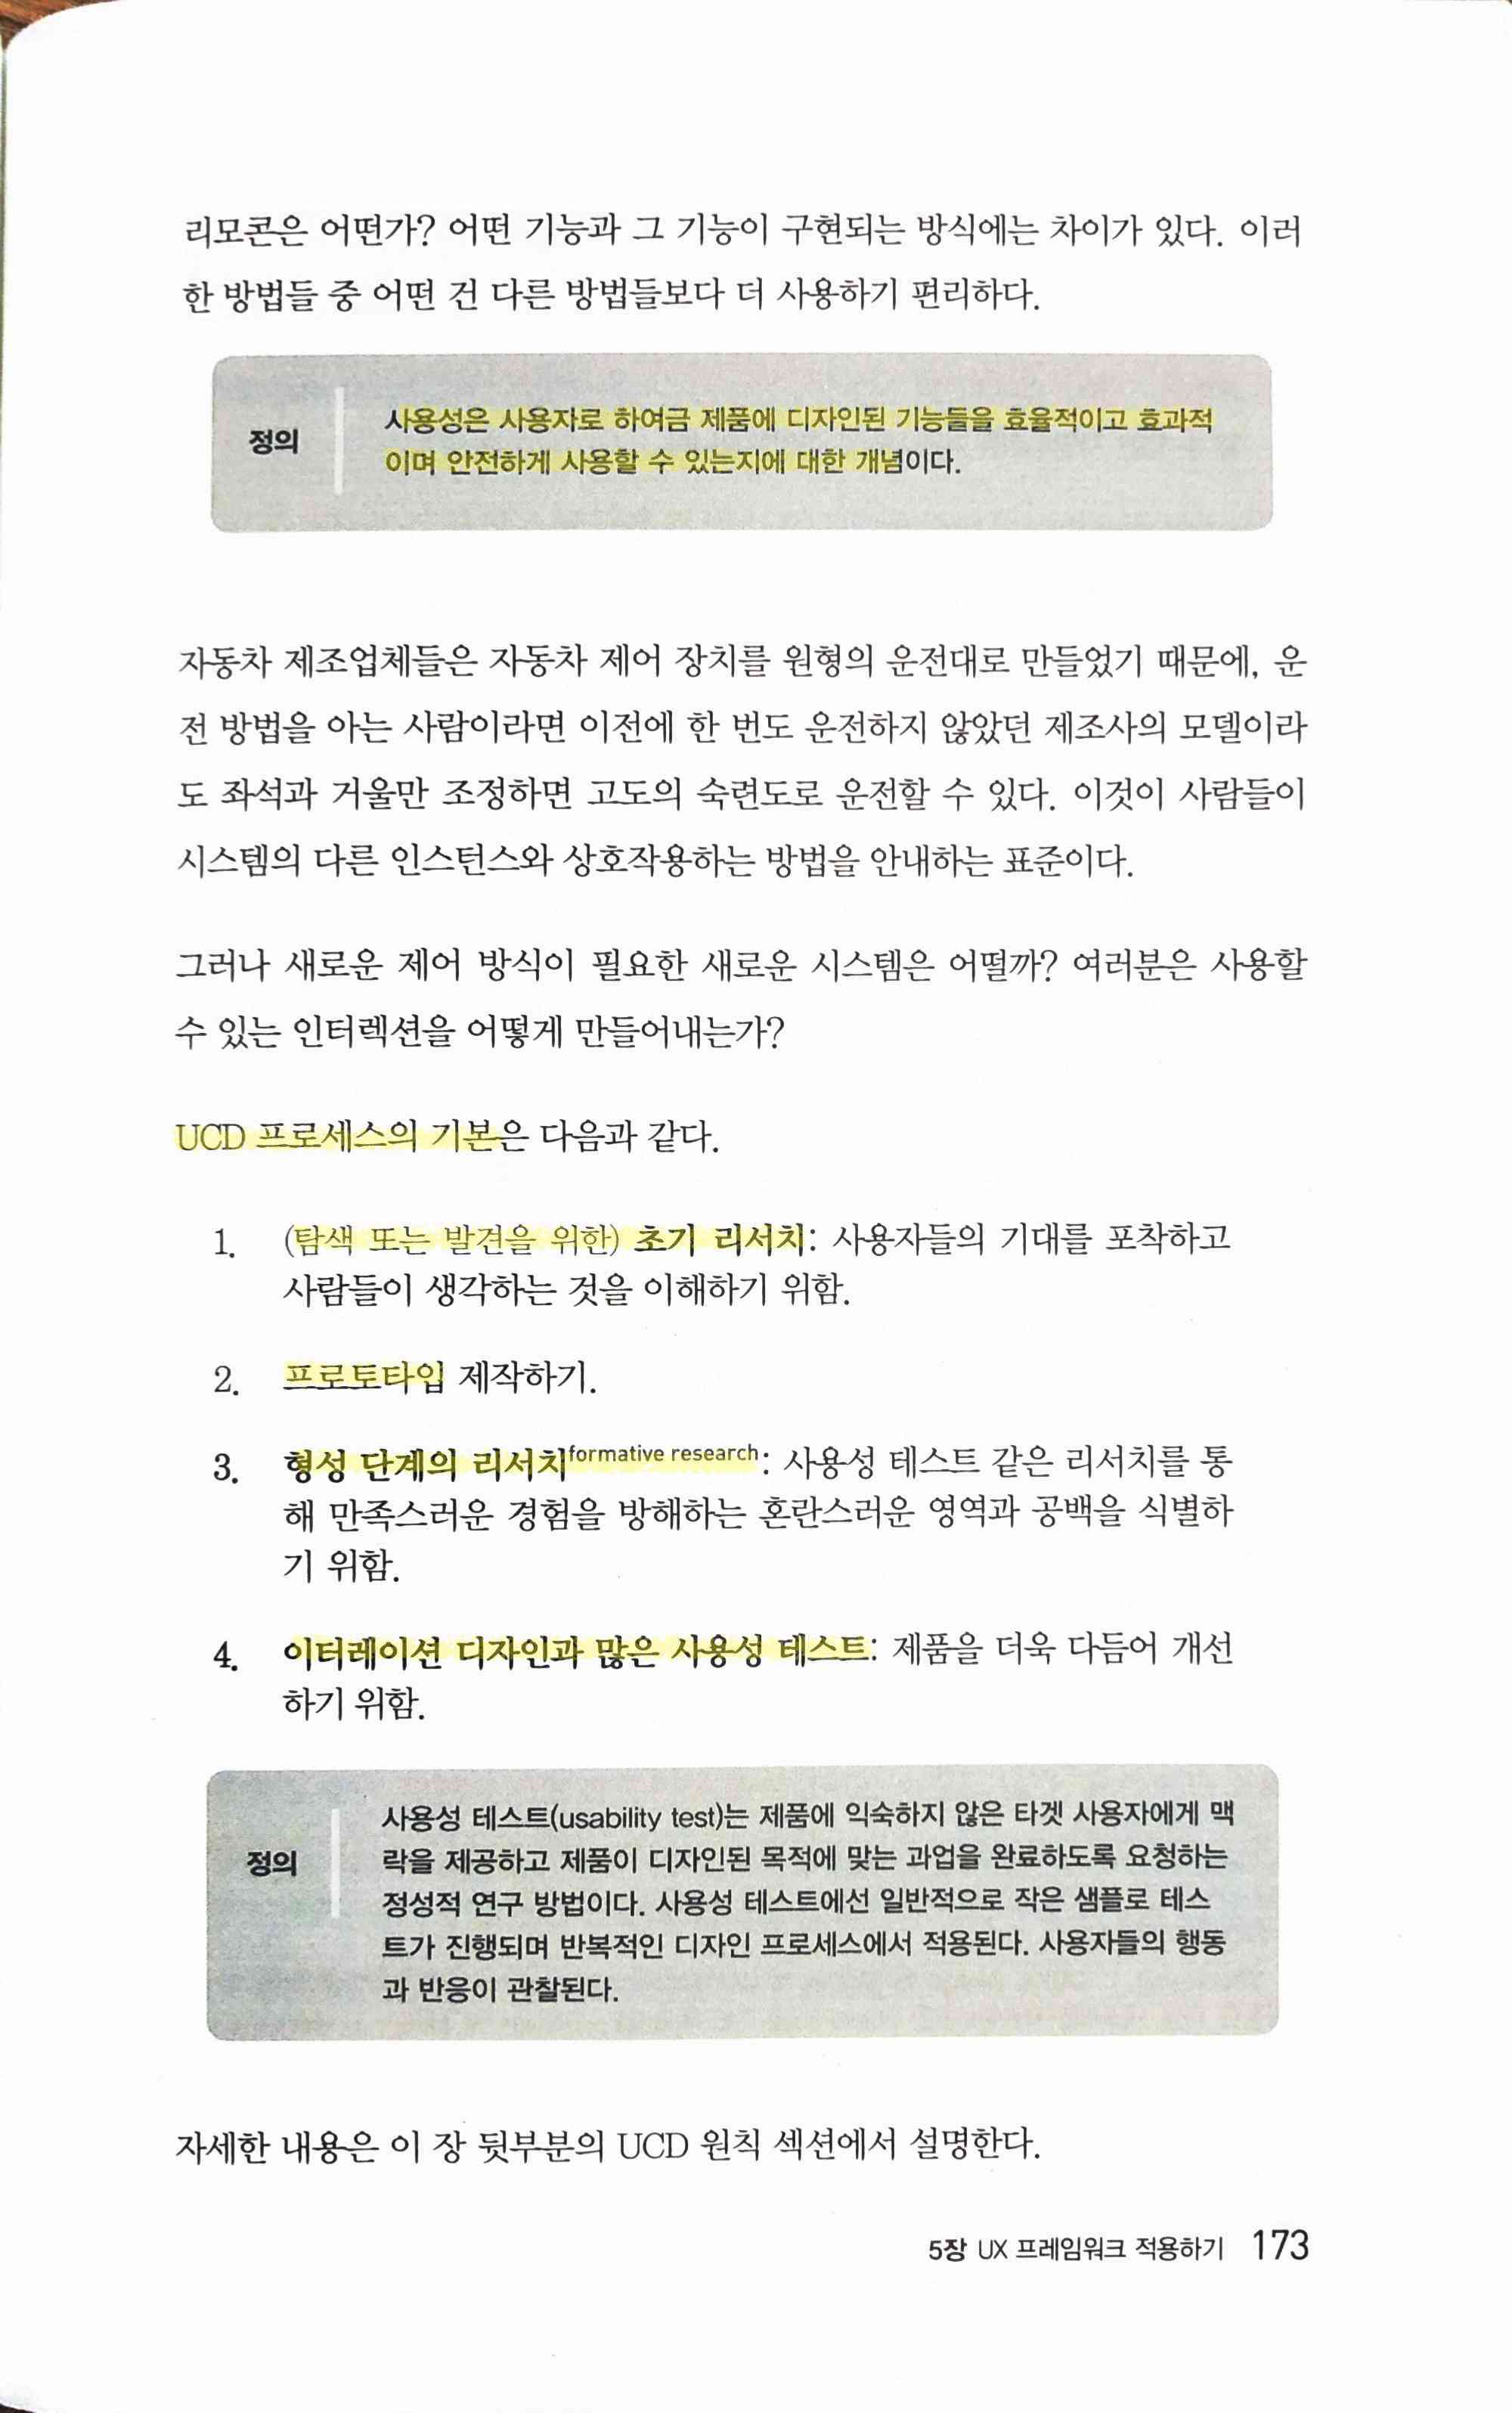 리모콘은 어떤가? 어떤 기능과 그 기능이 구현되는 방식에는 차이가 있다. 이러
한 방법들 중 어떤 건 다른 방법들보다 더 사용하기 편리하다.
정의
사용성은 사용자로 하여금 제품에 디자인된 기능들을 효율적이고 효과적
이며 안전하게 사용할 수 있는지에 대한 개념이다.
자동차 제조업체들은 자동차 제어 장치를 원형의 운전대로 만들었기 때문에, 운
전 방법을 아는 사람이라면 이전에 한 번도 운전하지 않았던 제조사의 모델이라
도 좌석과 거울만 조정하면 고도의 숙련도로 운전할 수 있다. 이것이 사람들이
시스템의 다른 인스턴스와 상호작용하는 방법을 안내하는 표준이다.
그러나 새로운 제어 방식이 필요한 새로운 시스템은 어떨까? 여러분은 사용할
수 있는 인터렉션을 어떻게 만들어내는가?
UCD 프로세스의 기본은 다음과 같다.
1. (탐색 또는 발견을 위한) 초기 리서치: 사용자들의 기대를 포착하고
사람들이 생각하는 것을 이해하기 위함.
2. 프로토타입 제작하기.
3. 형성 단계의 리서치formative research: 사용성 테스트 같은 리서치를 통
해 만족스러운 경험을 방해하는 혼란스러운 영역과 공백을 식별하
기 위함.
4. 이터레이션 디자인과 많은 사용성 테스트: 제품을 더욱 다듬어 개선
하기 위함.
정의
사용성 테스트(usability test)는 제품에 익숙하지 않은 타겟 사용자에게 맥
락을 제공하고 제품이 디자인된 목적에 맞는 과업을 완료하도록 요청하는
정성적 연구 방법이다. 사용성 테스트에선 일반적으로 작은 샘플로 테스
트가 진행되며 반복적인 디자인 프로세스에서 적용된다. 사용자들의 행동
과 반응이 관찰된다.
자세한 내용은 이 장 뒷부분의 UCD 원칙 섹션에서 설명한다.
5장 UX 프레임워크 적용하기 173